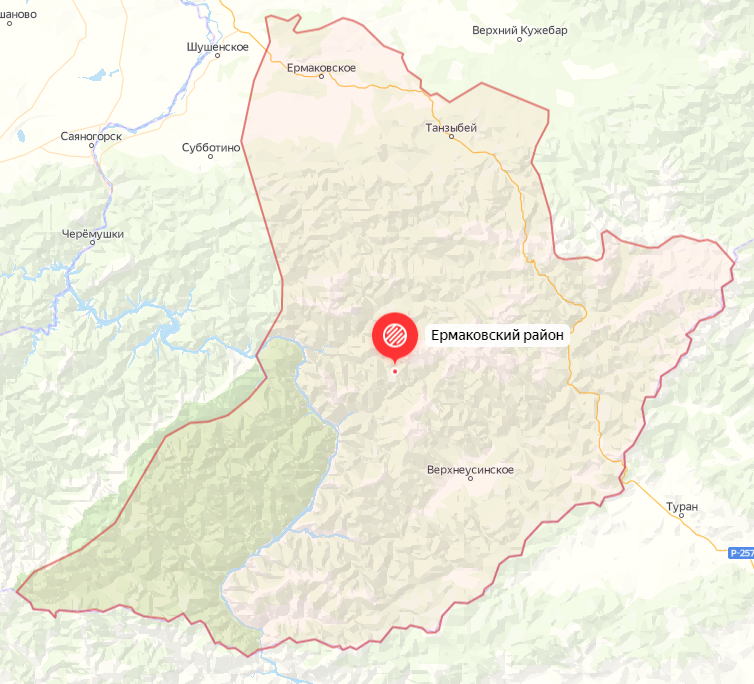 шаново
Верхний Кужебар
Шушенское
Ермаковское
Танзыбей
Саяногорск
Субботино
Черёмушки
Ермаковский район
Верхнеусинское
Туран
Р-257